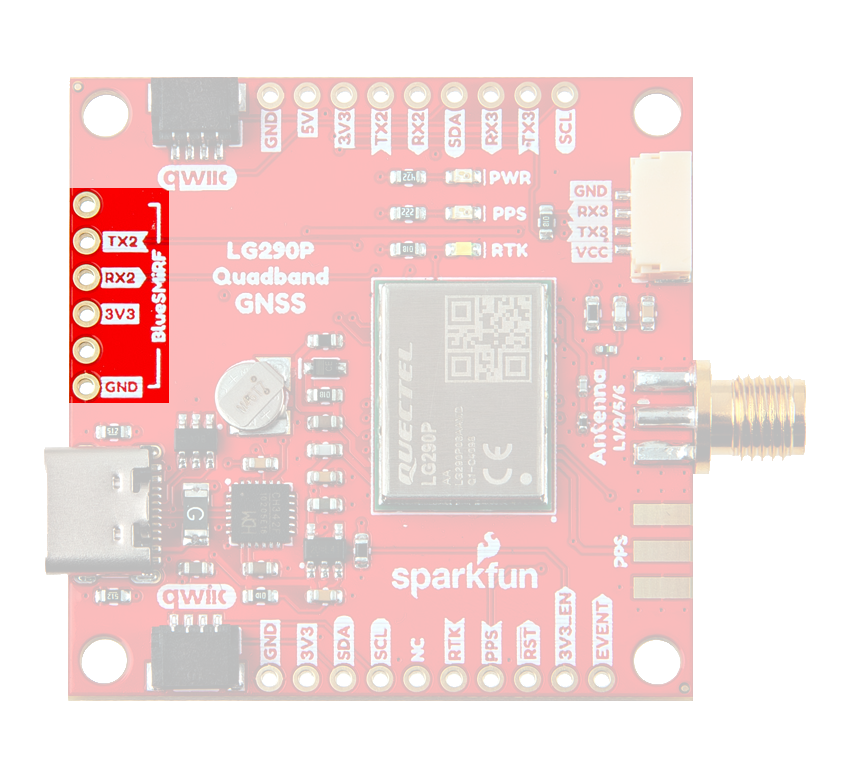 GND
5V
3V3
TX2
RX2
SDA
RX3
TX3
SCL
qwiic
PWR
PPS
RTK
GND
RX3
TX3
VCC
TX2
RX2
3V3
GND
BlueSMiRF
LG290P
Quadband
GNSS
QUECTEL
LG290P
AA
CE
Antenna
L1/2/5/6
G
PPS
sparkfun
qwiic
GND
3V3
SDA
SCL
NC
RTK
PPS
RST
3V3_EN
EVENT